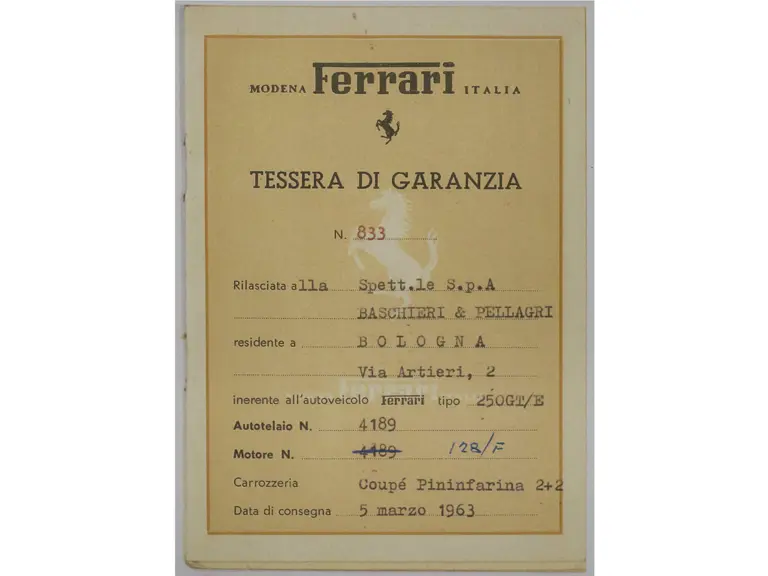 MODENA Ferrari ITALIA
TESSERA DI GARANZIA
N. 833
Rilasciata alla Spett.le S.p.A
BASCHIERI & PELLAGRI
residente a BOLOGNA
Via Artieri, 2
inerente all'autoveicolo Ferrari tipo 250GT/E
Autotelaio N. 4189
Motore N. 4189 128/F
Carrozzeria Coupé Pininfarina 2+2
Data di consegna 5 marzo 1963